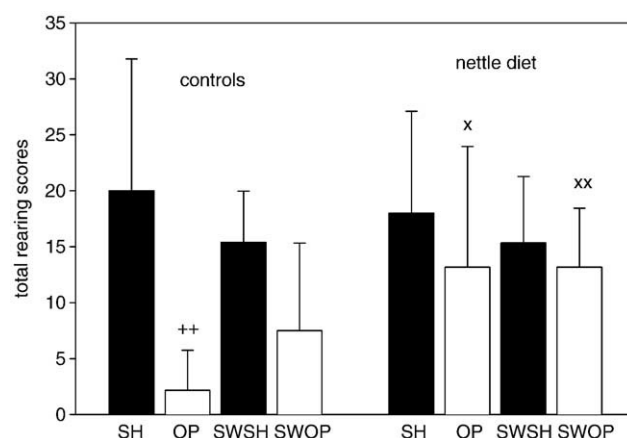 35
30
25
20
15
10
5
0
total rearing scores
controls
nettle diet
++
x
xx
SH OP SWSH SWOP SH OP SWSH SWOP